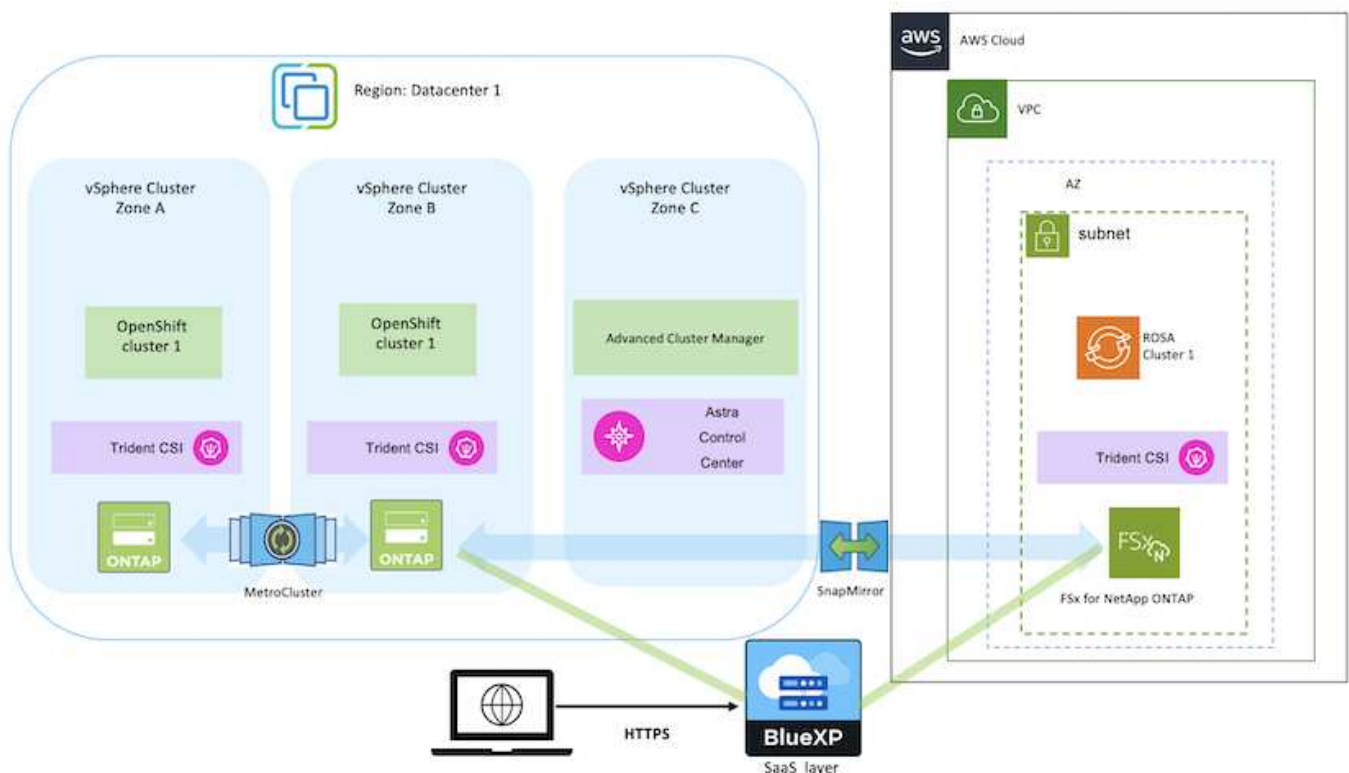 aws
AWS Cloud
Region: Datacenter 1
VPC
vSphere Cluster
Zone A
vSphere Cluster
Zone B
vSphere Cluster
Zone C
AZ
subnet
OpenShift
cluster 1
OpenShift
cluster 1
Advanced Cluster Manager
ROSA
Cluster 1
Trident CSI
Trident CSI
Astra
Control
Center
Trident CSI
ONTAP
MetroCluster
ONTAP
SnapMirror
FSx
N
FSx for NetApp ONTAP
HTTPS
BlueXP
SaaS layer